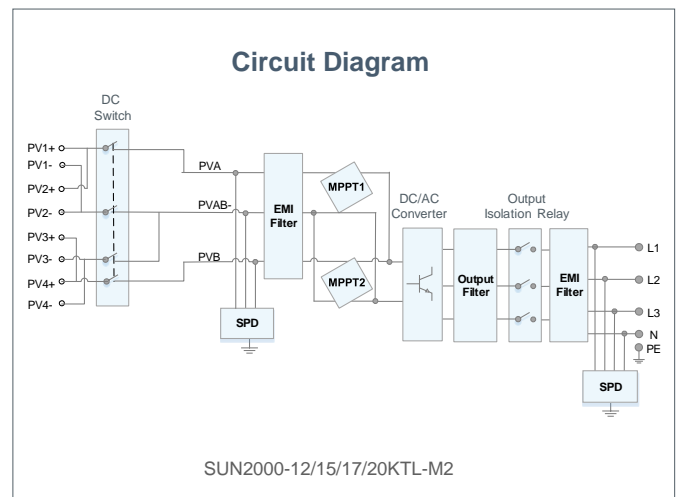 Circuit Diagram
DC
Switch
PV1+
PV1-
PV2+
PV2-
PV3+
PV3-
PV4+
PV4-
PVA
PVAB-
PVB
EMI
Filter
SPD
MPPT1
MPPT2
DC/AC
Converter
Output
Filter
Output
Isolation Relay
EMI
Filter
L1
L2
L3
N
PE
SPD
SUN2000-12/15/17/20KTL-M2